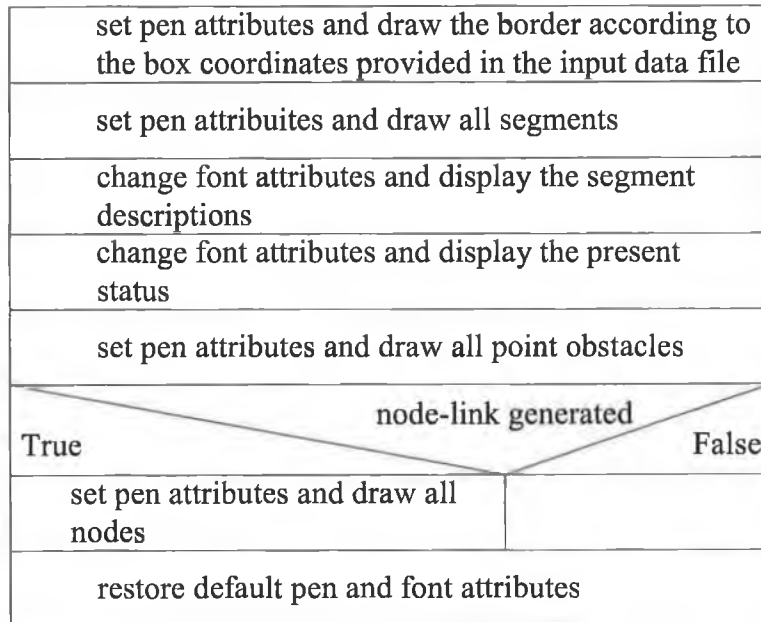 set pen attributes and draw the border according to
the box coordinates provided in the input data file
set pen attribuites and draw all segments
change font attributes and display the segment
descriptions
change font attributes and display the present
status
set pen attributes and draw all point obstacles
node-link generated
True
False
set pen attributes and draw all
nodes
restore default pen and font attributes